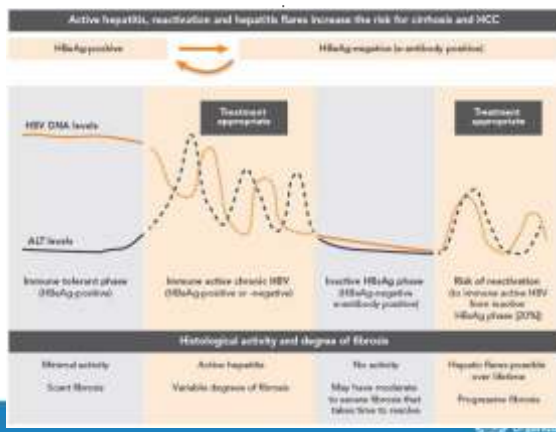 Active hepatitis, reactivation and hepatitis flares increase the risk for cirrhosis and HCC
HBeAg-positive
HBeAg-negative (e-antibody positive)
Treatment
appropriate
Treatment
appropriate
HBV DNA levels
ALT levels
Immune tolerant phase
(HBeAg-positive)
Immune active chronic HBV
(HBeAg-positive or -negative)
Inactive HBeAg phase
(HBeAg-negative
e-antibody positive)
Risk of reactivation
(to immune active HBV
from inactive
HBeAg phase [20%])
Histological activity and degree of fibrosis
Minimal activity
Scant fibrosis
Active hepatitis
Variable degrees of fibrosis
No activity
May have moderate
to severe fibrosis that
takes time to resolve
Hepatic flares possible
over lifetime
Progressive fibrosis